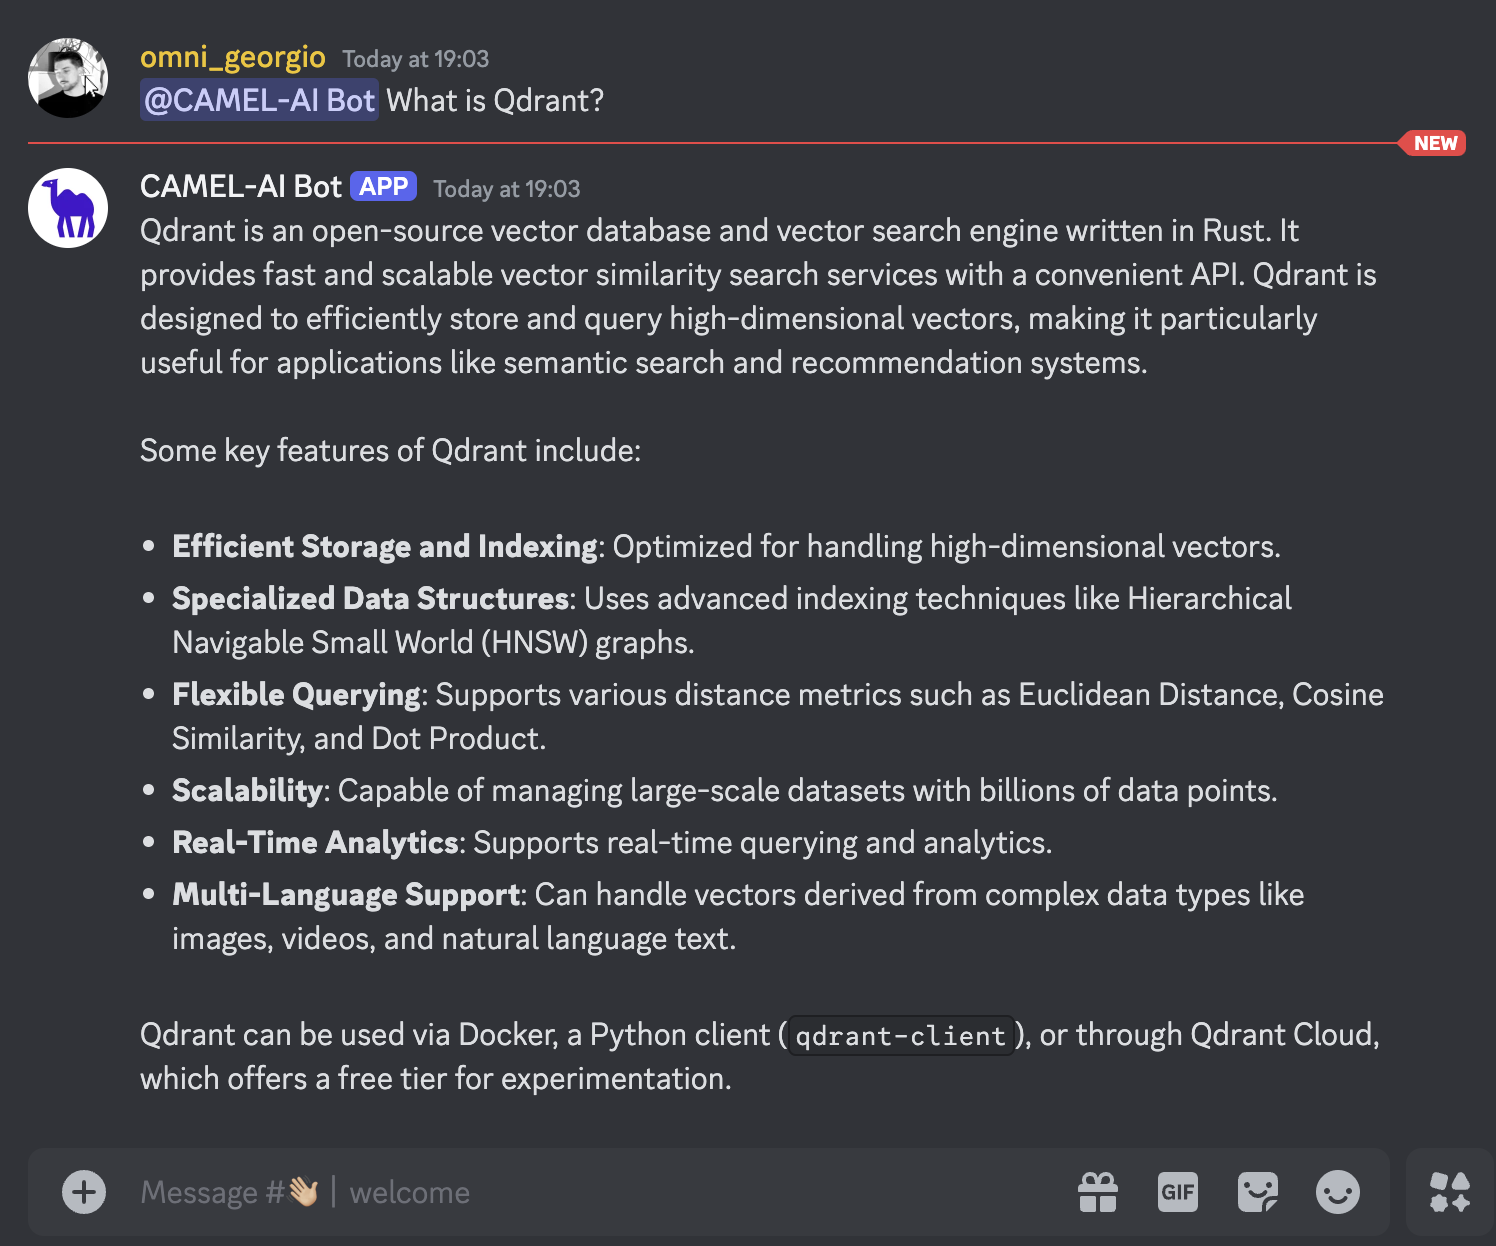 omni_georgio Today at 19:03
@CAMEL-AI Bot What is Qdrant?
NEW
CAMEL-AI Bot APP Today at 19:03
Qdrant is an open-source vector database and vector search engine written in Rust. It
provides fast and scalable vector similarity search services with a convenient API. Qdrant is
designed to efficiently store and query high-dimensional vectors, making it particularly
useful for applications like semantic search and recommendation systems.
Some key features of Qdrant include:
• Efficient Storage and Indexing: Optimized for handling high-dimensional vectors.
• Specialized Data Structures: Uses advanced indexing techniques like Hierarchical
Navigable Small World (HNSW) graphs.
• Flexible Querying: Supports various distance metrics such as Euclidean Distance, Cosine
Similarity, and Dot Product.
• Scalability: Capable of managing large-scale datasets with billions of data points.
• Real-Time Analytics: Supports real-time querying and analytics.
• Multi-Language Support: Can handle vectors derived from complex data types like
images, videos, and natural language text.
Qdrant can be used via Docker, a Python client (qdrant-client), or through Qdrant Cloud,
which offers a free tier for experimentation.
Message #👋🏼 | welcome
GIF